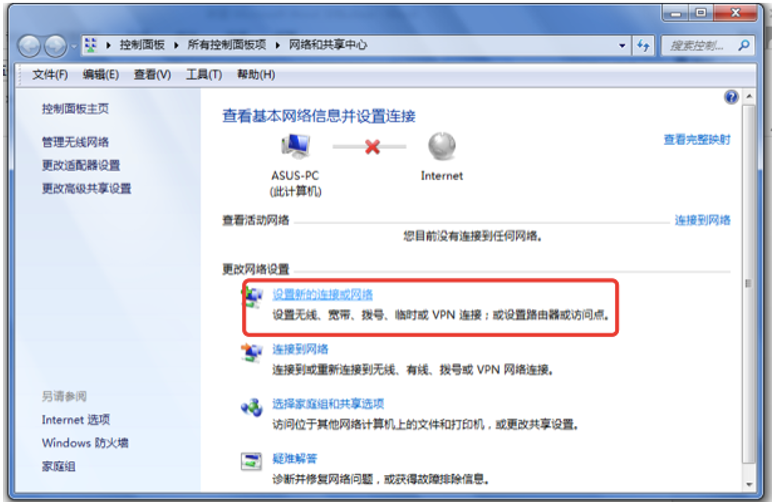 控制面板 ▸ 所有控制面板项 ▸ 网络和共享中心
搜索控制...
文件(F) 编辑(E) 查看(V) 工具(T) 帮助(H)
控制面板主页
管理无线网络
更改适配器设置
更改高级共享设置
查看基本网络信息并设置连接
查看完整映射
ASUS-PC
(此计算机)
Internet
查看活动网络
连接到网络
您目前没有连接到任何网络。
更改网络设置
设置新的连接或网络
设置无线、宽带、拨号、临时或 VPN 连接；或设置路由器或访问点。
连接到网络
连接到或重新连接到无线、有线、拨号或 VPN 网络连接。
选择家庭组和共享选项
访问位于其他网络计算机上的文件和打印机，或更改共享设置。
疑难解答
诊断并修复网络问题，或获得故障排除信息。
另请参阅
Internet 选项
Windows 防火墙
家庭组